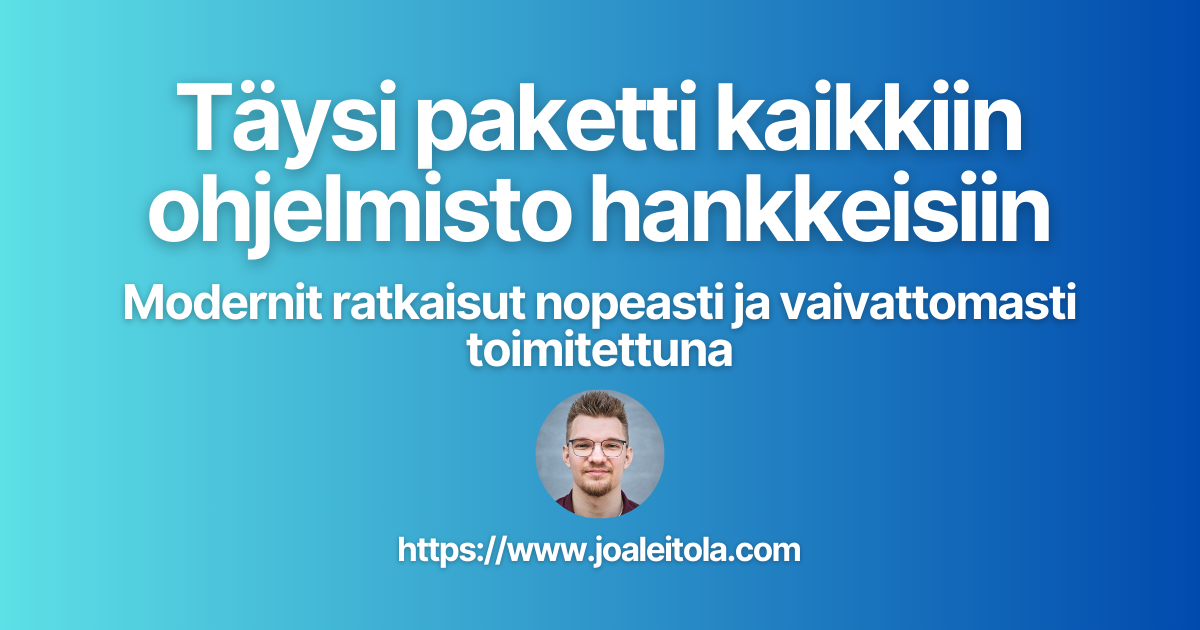 Täysi paketti kaikkiin
ohjelmisto hankkeisiin
Modernit ratkaisut nopeasti ja vaivattomasti
toimitettuna
https://www.joaleitola.com